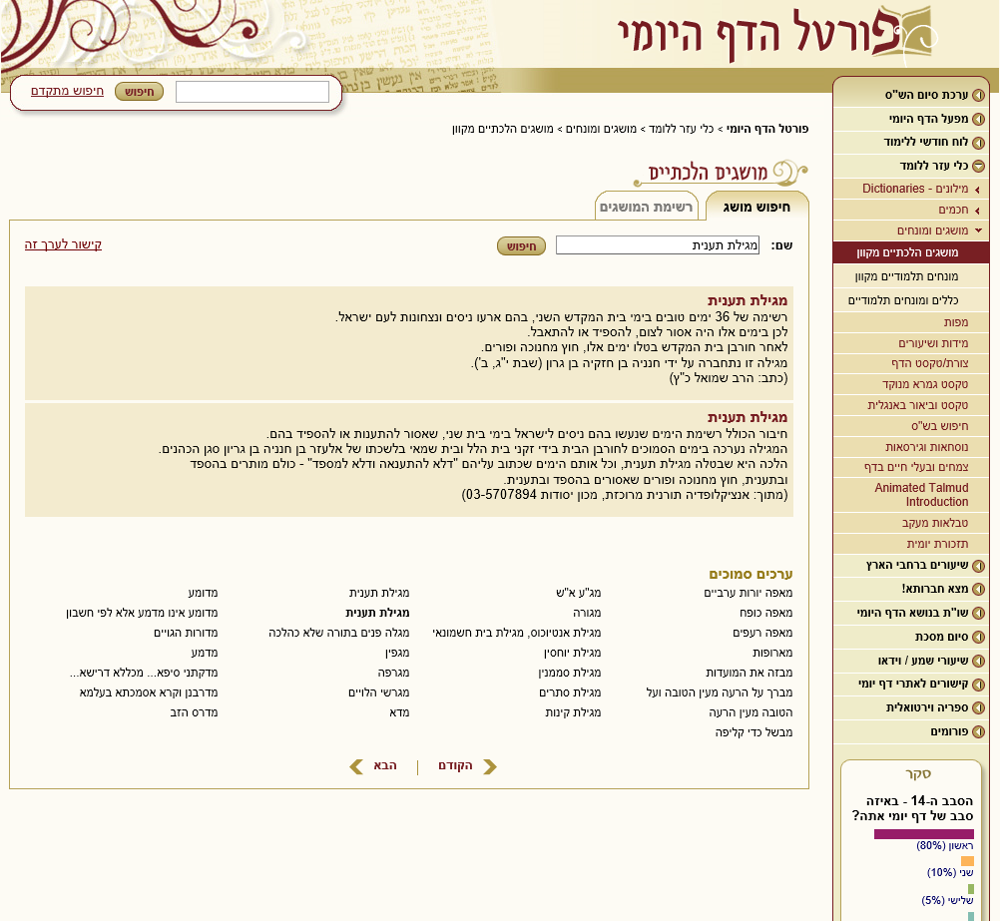 פורטל הדף היומי
חיפוש
חיפוש מתקדם
פורטל הדף היומי > כלי עזר ללומד > מושגים ומונחים > מושגים הלכתיים מקוון
ערכת סיום הש"ס
מפעל הדף היומי
לוח חודשי ללימוד
כלי עזר ללומד
מילונים - Dictionaries
חכמים
מושגים ומונחים
מושגים הלכתיים מקוון
מונחים תלמודיים מקוון
כללים ומונחים תלמודיים
מפות
מידות ושיעורים
צורת/טקסט הדף
טקסט גמרא מנוקד
טקסט וביאור באנגלית
חיפוש בש"ס
נוסחאות וגירסאות
צמחים ובעלי חיים בדף
Animated Talmud
Introduction
טבלאות מעקב
תזכורת יומית
שיעורים ברחבי הארץ
מצא חברותא!
שו"ת בנושא הדף היומי
סיום מסכת
שיעורי שמע / וידאו
קישורים לאתרי דף יומי
ספריה וירטואלית
פורומים
סקר
הסבב ה-14 - באיזה
סבב של דף יומי אתה?
ראשון (80%)
שני (10%)
שלישי (5%)
מושגים הלכתיים
חיפוש מושג
רשימת המושגים
שם:
מגילת תענית
חיפוש
קישור לערך זה
מגילת תענית
רשימה של 36 ימים טובים בימי בית המקדש השני, בהם ארעו ניסים ונצחונות לעם ישראל.
לכן בימים אלו היה אסור לצום, להספיד או להתאבל.
לאחר חורבן בית המקדש בטלו ימים אלו, חוץ מחנוכה ופורים.
מגילה זו נתחברה על ידי חנניה בן חזקיה בן גרון (שבת י"ג, ב').
(כתב: הרב שמואל כ"ץ)
מגילת תענית
חיבור הכולל רשימת הימים שנעשו בהם ניסים לישראל בימי בית שני, שאסור להתענות או להספיד בהם.
המגילה נערכה בימים הסמוכים לחורבן הבית בידי זקני בית הלל ובית שמאי בלשכתו של אלעזר בן חנניה בן גריון סגן הכהנים.
הלכה היא שבטלה מגילת תענית, וכל אותם הימים שכתוב עליהם "דלא להתענאה ודלא למספד" - כולם מותרים בהספד
ובתענית, חוץ מחנוכה ופורים שאסורים בהספד ובתענית.
(מתוך: אנציקלופדיה תורנית מרוכזת, מכון יסודות 03-5707894)
ערכים סמוכים
מאפה יורות ערביים
מאפה כופח
מאפה רעפים
מארופות
מבזה את המועדות
מברך על הרעה מעין הטובה ועל
הטובה מעין הרעה
מבשל כדי קליפה
מג"ע א"ש
מגורה
מגילת אנטיוכוס, מגילת בית חשמונאי
מגילת יוחסין
מגילת סממנין
מגילת סתרים
מגילת קינות
מגילת תענית
מגילת תענית
מגלה פנים בתורה שלא כהלכה
מגפין
מגרפה
מגרשי הלויים
מדא
מדומע
מדומע אינו מדמע אלא לפי חשבון
מדורות הגויים
מדמע
מדקתני סיפא... מכללא דרישא...
מדרבנן וקרא אסמכתא בעלמא
מדרס הזב
הקודם
הבא